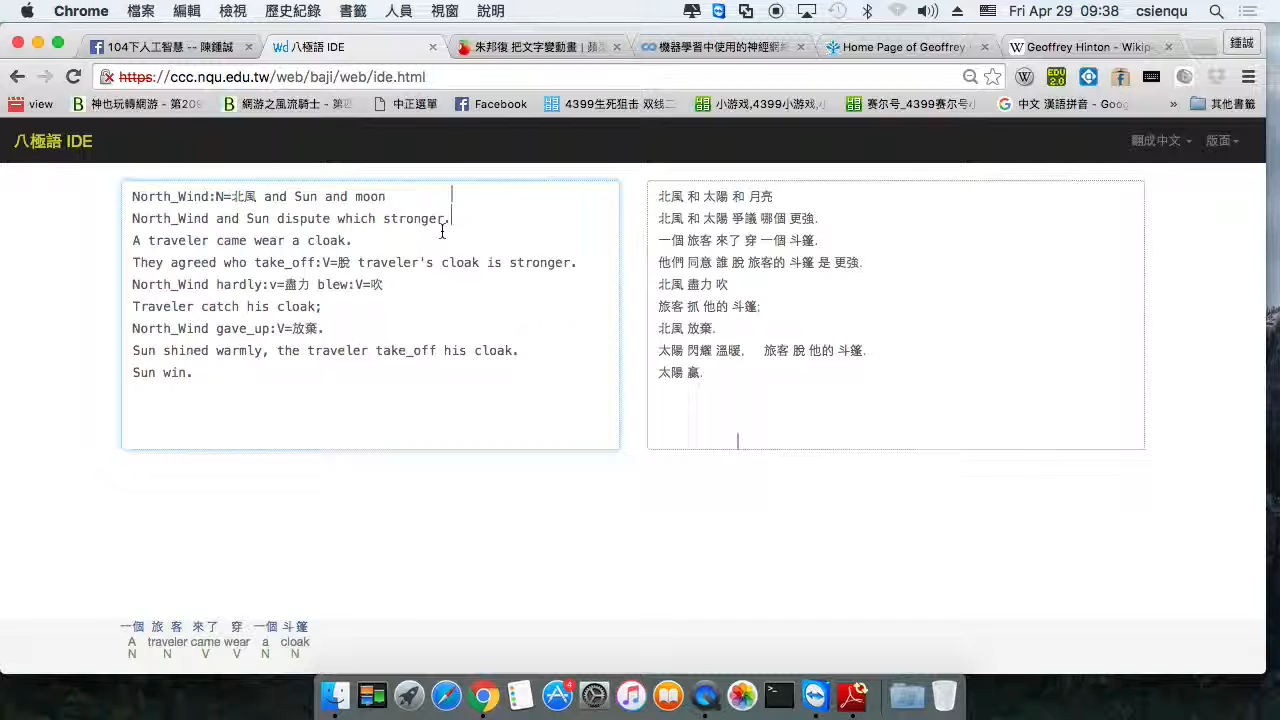 Chrome 檔案 編輯 檢視 歷史紀錄 書籤 人員 視窗 說明 Fri Apr 29 09:38 csienqu
104下人工智慧 -- 陳鍾誠 八極語 IDE 朱邦復 把文字變動畫 | 蘋 機器學習中使用的神經網 Home Page of Geoffrey Geoffrey Hinton - Wikip 鍾誠
https://ccc.nqu.edu.tw/web/baji/web/ide.html
view 神也玩轉網游 - 第20 網游之風流騎士 - 第四 中正選單 Facebook 4399生死狙击 双线二 小游戏,4399小游戏,小 赛尔号_4399赛尔号小 中文 漢語拼音 - Goog » 其他書籤
八極語 IDE 翻成中文 版面
North_Wind:N=北風 and Sun and moon
North_Wind and Sun dispute which stronger.
A traveler came wear a cloak.
They agreed who take_off:V=脫 traveler's cloak is stronger.
North_Wind hardly:v=盡力 blew:V=吹
Traveler catch his cloak;
North_Wind gave_up:V=放棄.
Sun shined warmly, the traveler take_off his cloak.
Sun win.
北風 和 太陽 和 月亮
北風 和 太陽 爭議 哪個 更強.
一個 旅客 來了 穿 一個 斗篷.
他們 同意 誰 脫 旅客的 斗篷 是 更強.
北風 盡力 吹
旅客 抓 他的 斗篷;
北風 放棄.
太陽 閃耀 溫暖, 旅客 脫 他的 斗篷.
太陽 贏.
一個 旅客 來了 穿 一個 斗篷
A traveler came wear a cloak
N N V V N N